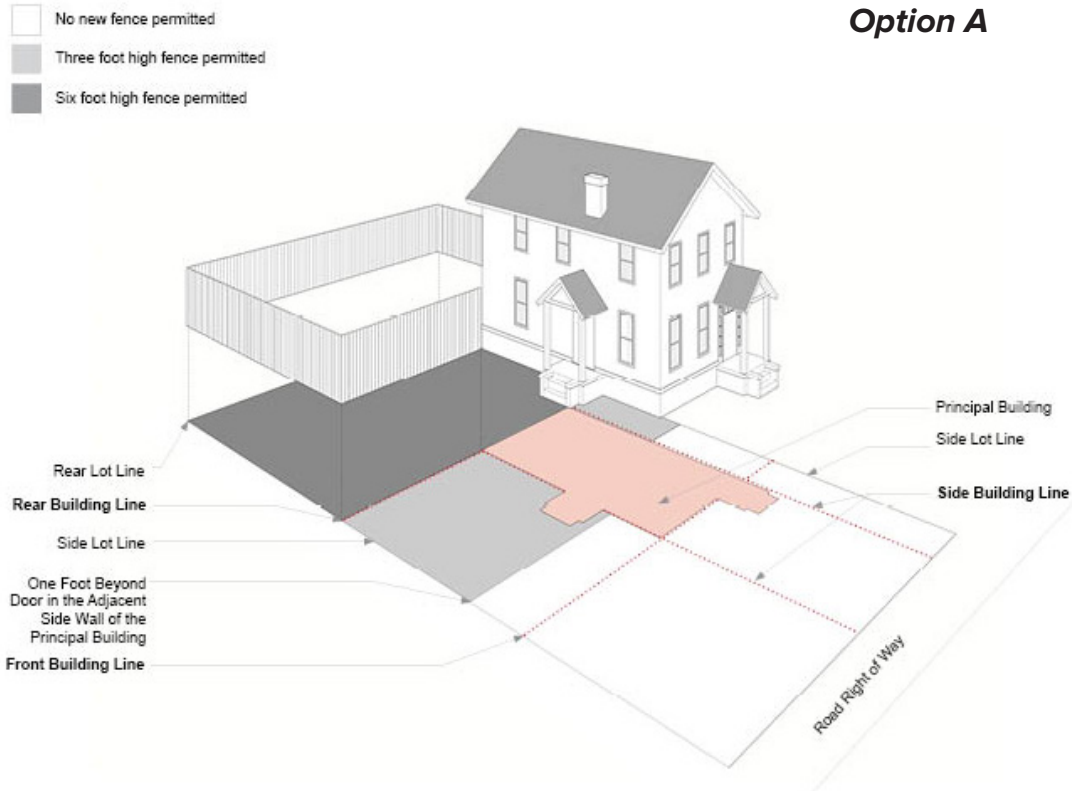 Option A
No new fence permitted
Three foot high fence permitted
Six foot high fence permitted
Principal Building
Side Lot Line
Side Building Line
Rear Lot Line
Rear Building Line
Side Lot Line
One Foot Beyond
Door in the Adjacent
Side Wall of the
Principal Building
Front Building Line
Road Right of Way